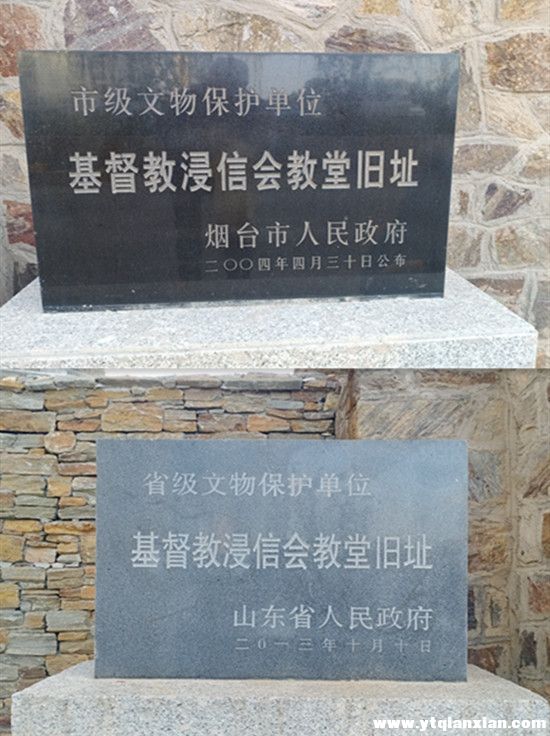 市级文物保护单位
基督教浸信会教堂旧址
烟台市人民政府
二〇〇四年四月三十日公布
省级文物保护单位
基督教浸信会教堂旧址
山东省人民政府
二〇一三年十月十日
www.ytqianxian.com